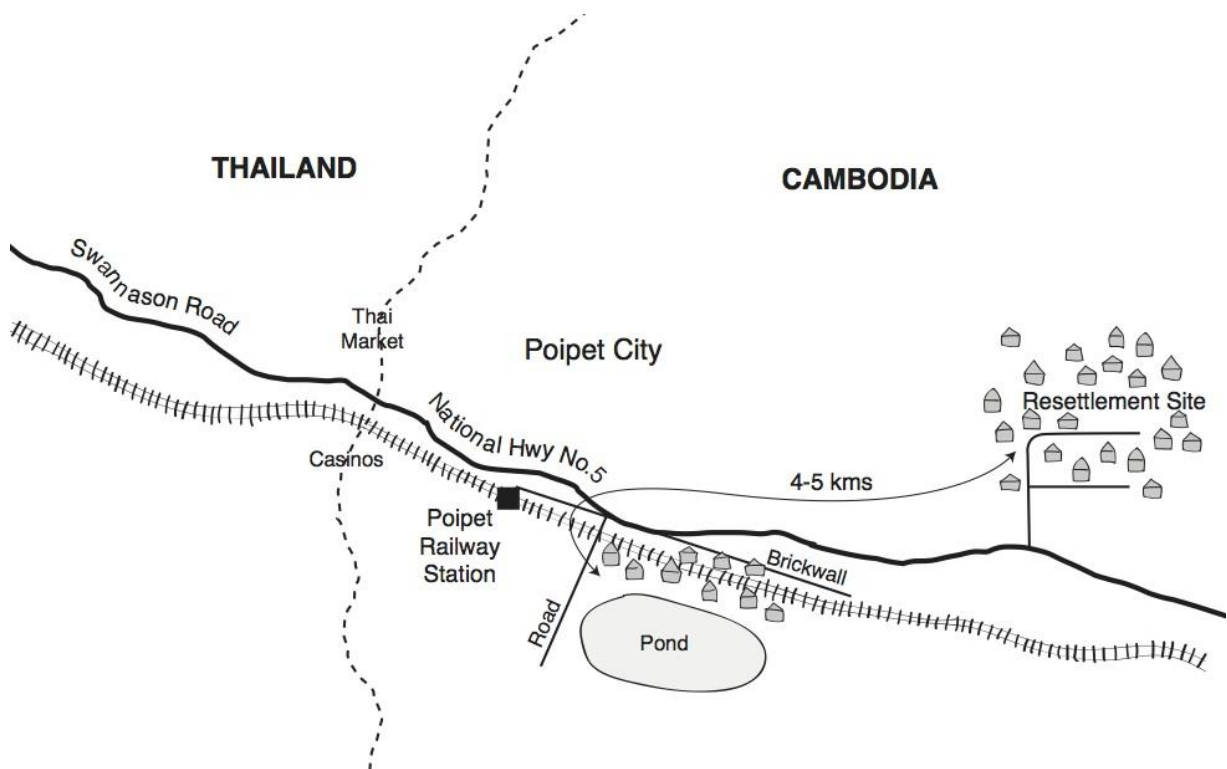 THAILAND
CAMBODIA
Swannason Road
Thai
Market
Poipet City
National Hwy No.5
Casinos
Resettlement Site
4-5 kms
Poipet
Railway
Station
Brickwall
Road
Pond